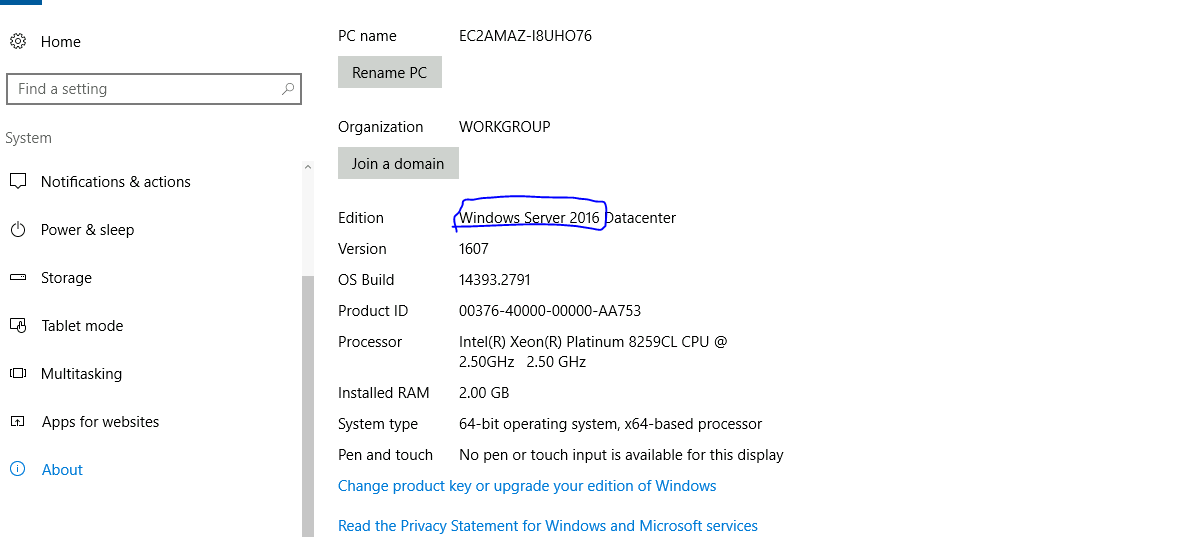 Home
Find a setting
System
Notifications & actions
Power & sleep
Storage
Tablet mode
Multitasking
Apps for websites
About
PC name EC2AMAZ-I8UHO76
Rename PC
Organization WORKGROUP
Join a domain
Edition Windows Server 2016 Datacenter
Version 1607
OS Build 14393.2791
Product ID 00376-40000-00000-AA753
Processor Intel(R) Xeon(R) Platinum 8259CL CPU @
2.50GHz 2.50 GHz
Installed RAM 2.00 GB
System type 64-bit operating system, x64-based processor
Pen and touch No pen or touch input is available for this display
Change product key or upgrade your edition of Windows
Read the Privacy Statement for Windows and Microsoft services